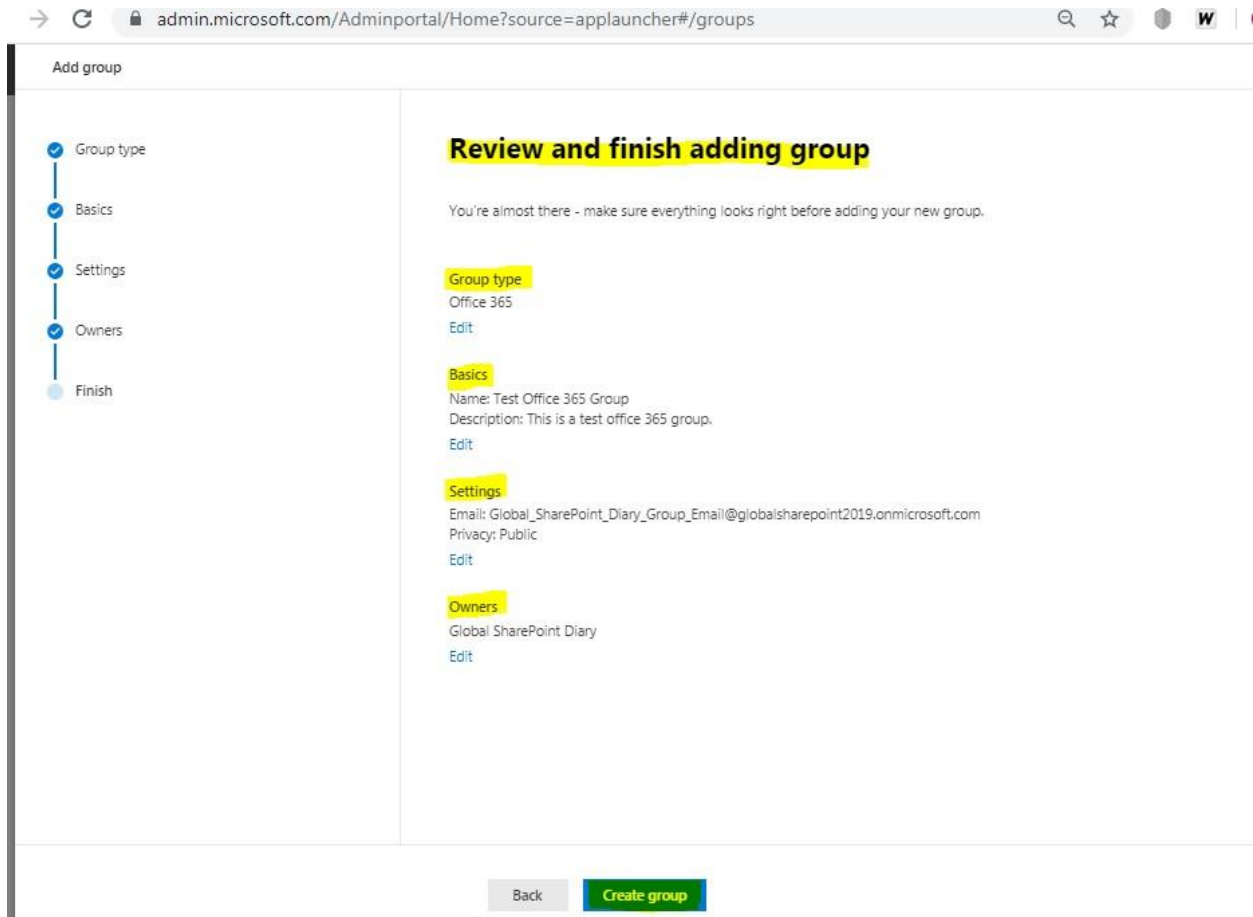 admin.microsoft.com/Adminportal/Home?source=applauncher#/groups
W
Add group
Group type
Basics
Settings
Owners
Finish
Review and finish adding group
You're almost there - make sure everything looks right before adding your new group.
Group type
Office 365
Edit
Basics
Name: Test Office 365 Group
Description: This is a test office 365 group.
Edit
Settings
Email: Global_SharePoint_Diary_Group_Email@globalsharepoint2019.onmicrosoft.com
Privacy: Public
Edit
Owners
Global SharePoint Diary
Edit
Back
Create group